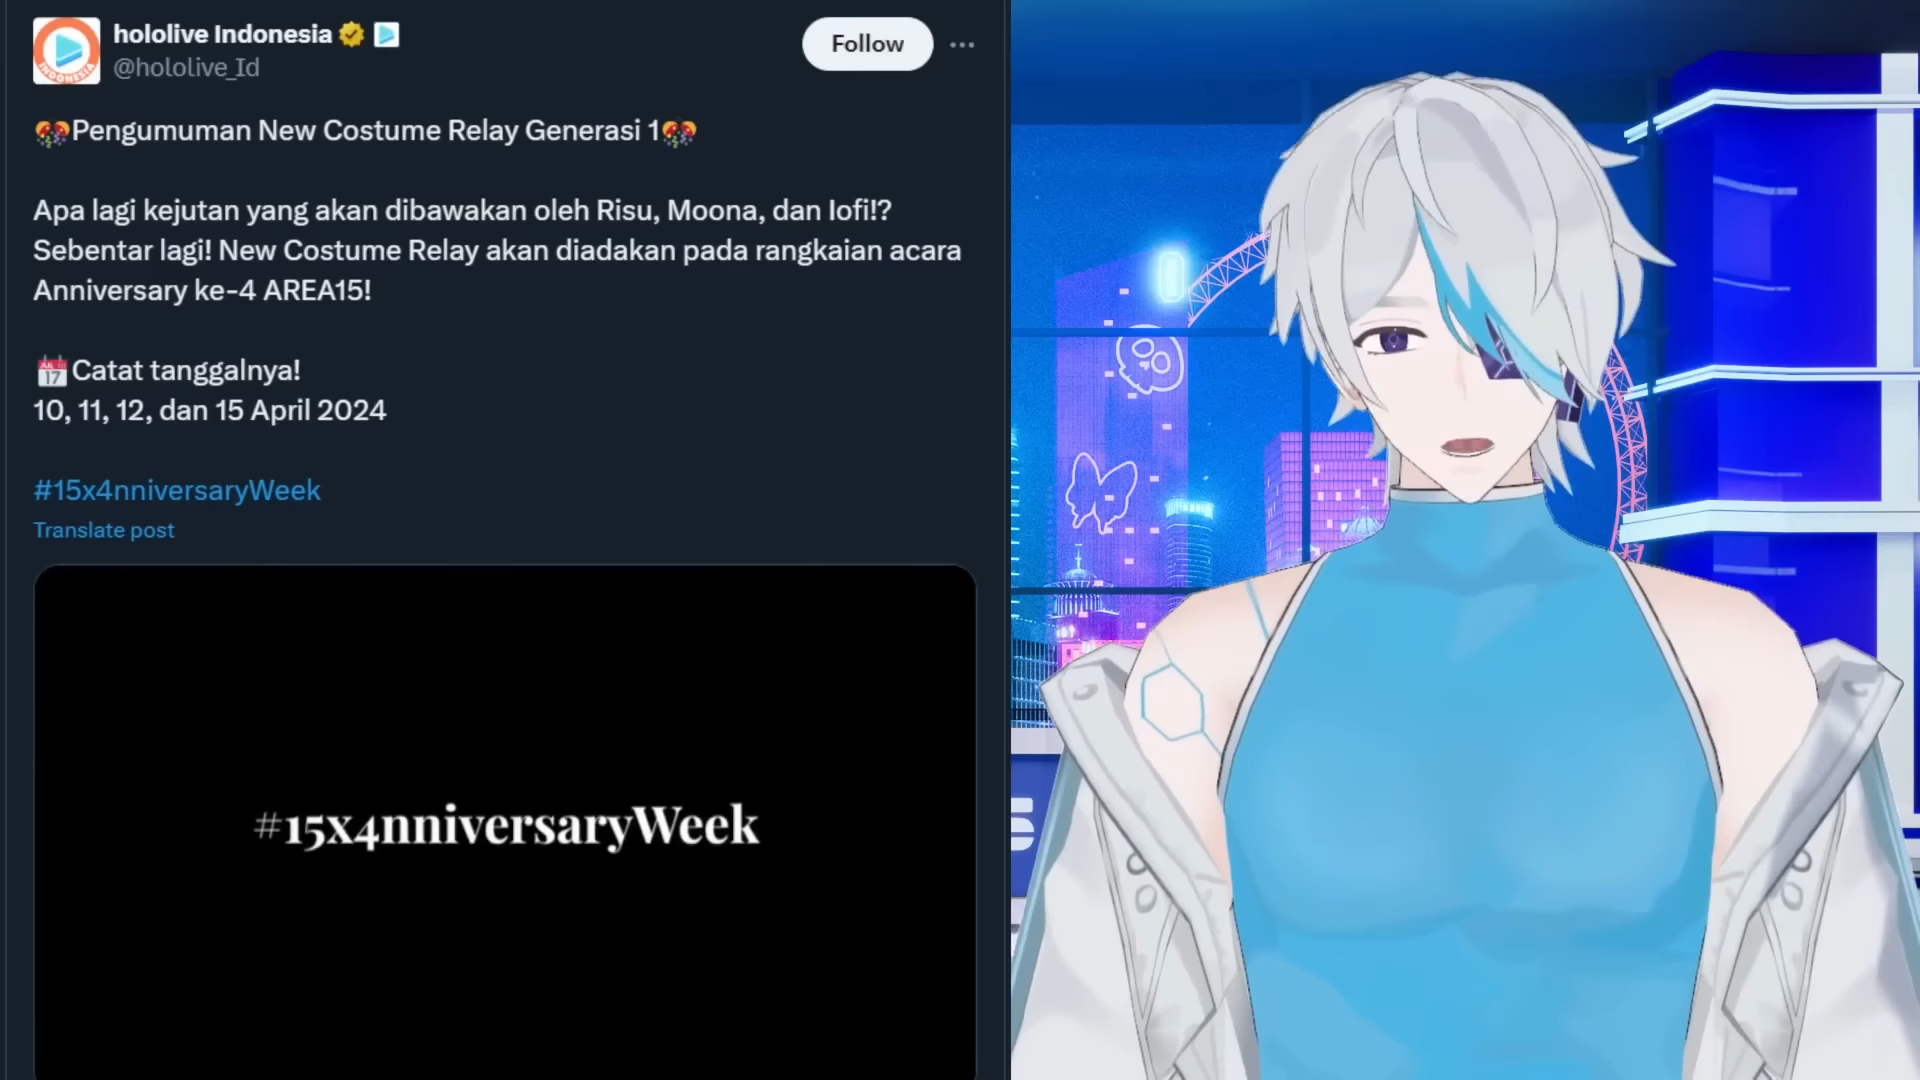 hololive Indonesia
@hololive_Id
Follow
INDONESIA
🎊Pengumuman New Costume Relay Generasi 1🎊
Apa lagi kejutan yang akan dibawakan oleh Risu, Moona, dan Iofi!?
Sebentar lagi! New Costume Relay akan diadakan pada rangkaian acara
Anniversary ke-4 AREA15!
📅Catat tanggalnya!
10, 11, 12, dan 15 April 2024
#15x4nniversaryWeek
Translate post
#15x4nniversaryWeek